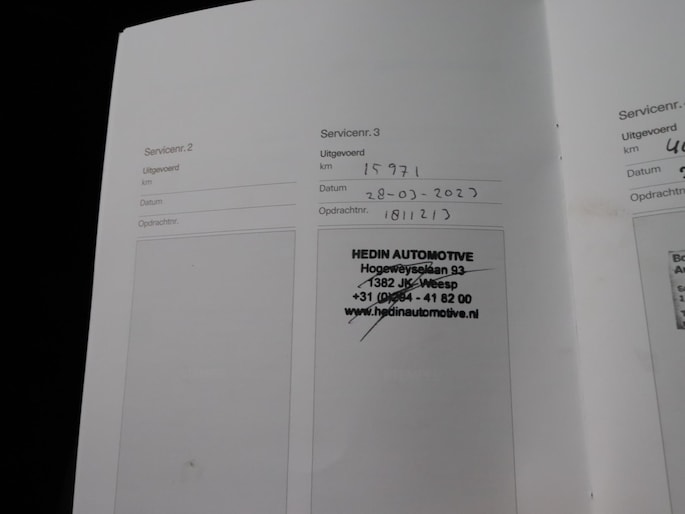 Servicenr. 2
Uitgevoerd
km
Datum
Opdrachtnr.
Servicenr. 3
Uitgevoerd
km 15971
Datum 28-03-2023
Opdrachtnr. 1811213
HEDIN AUTOMOTIVE
Hogeweyselaan 93
1382 JK Weesp
+31 (0)294 - 41 82 00
www.hedinautomotive.nl
Servicenr.
Uitgevoerd
km
Datum
Opdrachtnr.